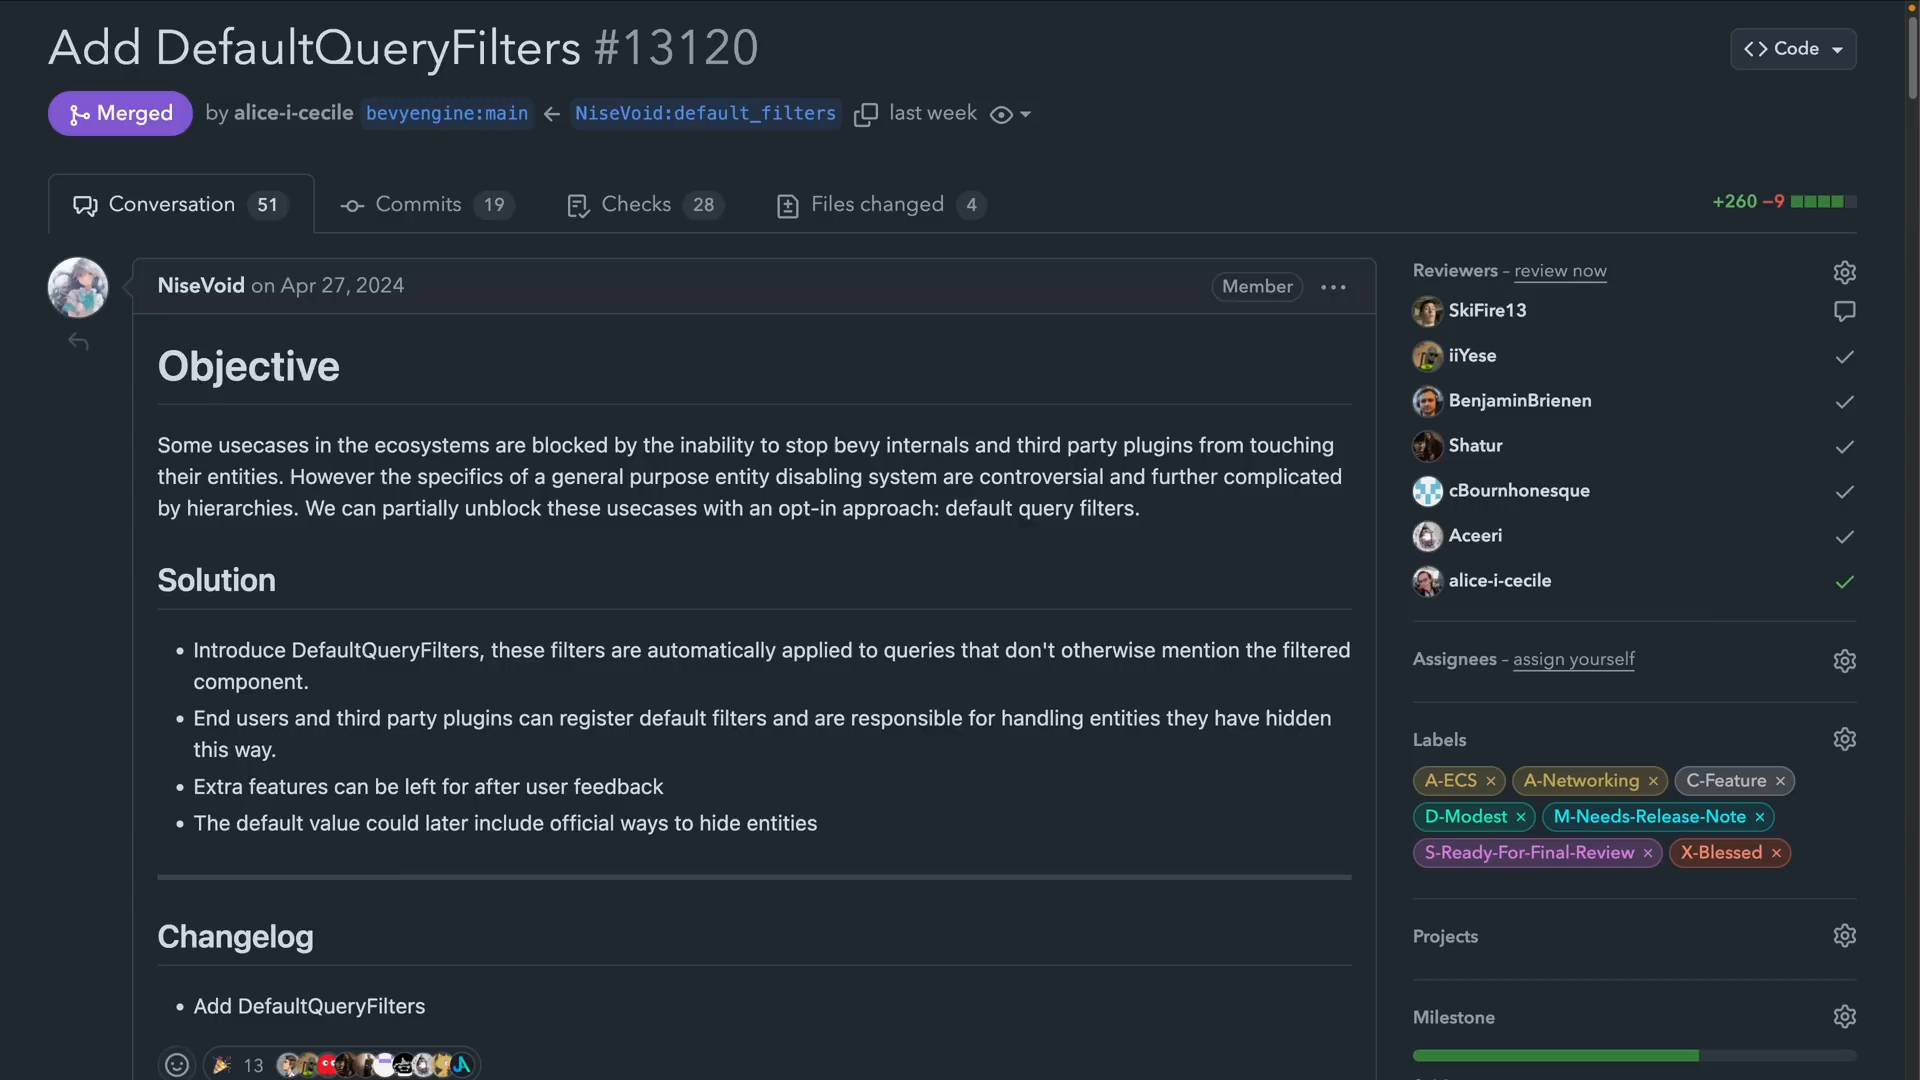 Add DefaultQueryFilters #13120
Code
Merged by alice-i-cecile bevyengine:main ← NiseVoid:default_filters last week
Conversation 51 Commits 19 Checks 28 Files changed 4
+260 −9
NiseVoid on Apr 27, 2024
Member
Objective
Some usecases in the ecosystems are blocked by the inability to stop bevy internals and third party plugins from touching
their entities. However the specifics of a general purpose entity disabling system are controversial and further complicated
by hierarchies. We can partially unblock these usecases with an opt-in approach: default query filters.
Solution
• Introduce DefaultQueryFilters, these filters are automatically applied to queries that don't otherwise mention the filtered
component.
• End users and third party plugins can register default filters and are responsible for handling entities they have hidden
this way.
• Extra features can be left for after user feedback
• The default value could later include official ways to hide entities
Changelog
• Add DefaultQueryFilters
13
Reviewers – review now
SkiFire13
iiYese
BenjaminBrienen
Shatur
cBournhonesque
Aceeri
alice-i-cecile
Assignees – assign yourself
Labels
A-ECS × A-Networking × C-Feature ×
D-Modest × M-Needs-Release-Note ×
S-Ready-For-Final-Review × X-Blessed ×
Projects
Milestone